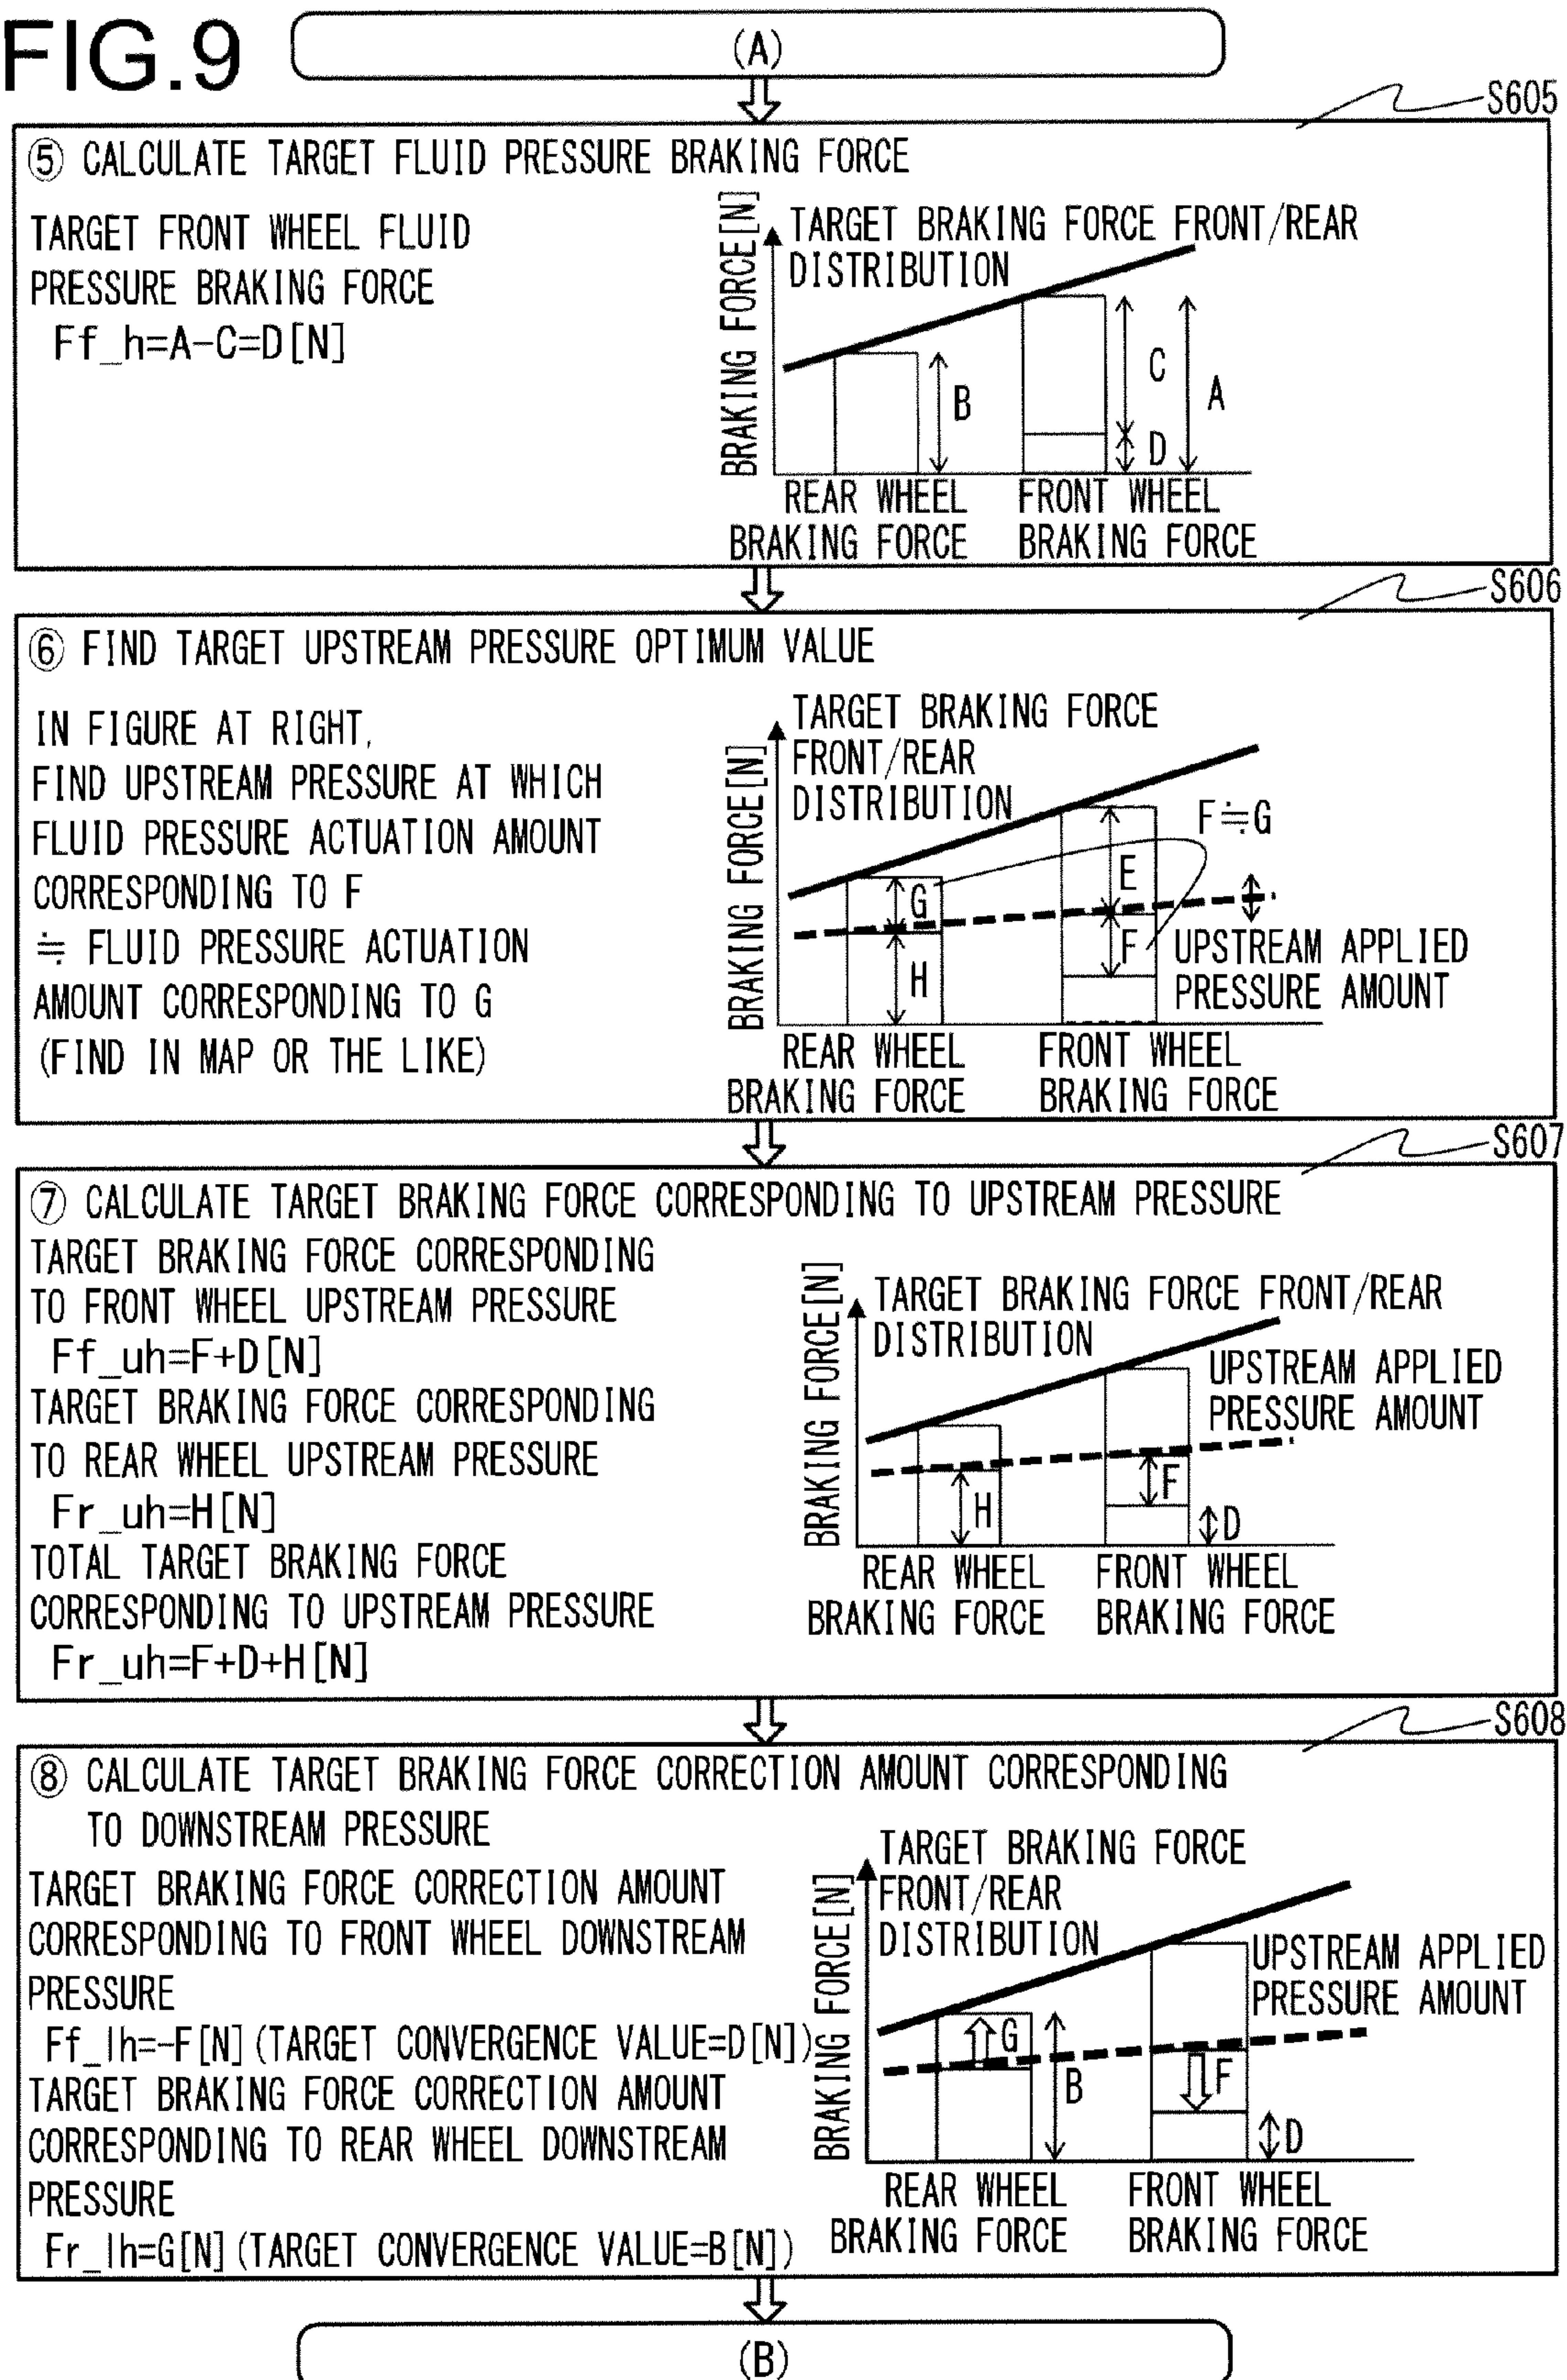 FIG.9
(A)
S605
⑤ CALCULATE TARGET FLUID PRESSURE BRAKING FORCE
TARGET FRONT WHEEL FLUID
PRESSURE BRAKING FORCE
Ff_h=A-C=D[N]
BRAKING FORCE[N]
TARGET BRAKING FORCE FRONT/REAR
DISTRIBUTION
B
C
A
D
REAR WHEEL
BRAKING FORCE
FRONT WHEEL
BRAKING FORCE
S606
⑥ FIND TARGET UPSTREAM PRESSURE OPTIMUM VALUE
IN FIGURE AT RIGHT,
FIND UPSTREAM PRESSURE AT WHICH
FLUID PRESSURE ACTUATION AMOUNT
CORRESPONDING TO F
≒ FLUID PRESSURE ACTUATION
AMOUNT CORRESPONDING TO G
(FIND IN MAP OR THE LIKE)
BRAKING FORCE[N]
TARGET BRAKING FORCE
FRONT/REAR
DISTRIBUTION
F≒G
G
E
H
F
UPSTREAM APPLIED
PRESSURE AMOUNT
REAR WHEEL
BRAKING FORCE
FRONT WHEEL
BRAKING FORCE
S607
⑦ CALCULATE TARGET BRAKING FORCE CORRESPONDING TO UPSTREAM PRESSURE
TARGET BRAKING FORCE CORRESPONDING
TO FRONT WHEEL UPSTREAM PRESSURE
Ff_uh=F+D[N]
TARGET BRAKING FORCE CORRESPONDING
TO REAR WHEEL UPSTREAM PRESSURE
Fr_uh=H[N]
TOTAL TARGET BRAKING FORCE
CORRESPONDING TO UPSTREAM PRESSURE
Fr_uh=F+D+H[N]
BRAKING FORCE[N]
TARGET BRAKING FORCE FRONT/REAR
DISTRIBUTION
UPSTREAM APPLIED
PRESSURE AMOUNT
H
F
D
REAR WHEEL
BRAKING FORCE
FRONT WHEEL
BRAKING FORCE
S608
⑧ CALCULATE TARGET BRAKING FORCE CORRECTION AMOUNT CORRESPONDING
TO DOWNSTREAM PRESSURE
TARGET BRAKING FORCE CORRECTION AMOUNT
CORRESPONDING TO FRONT WHEEL DOWNSTREAM
PRESSURE
Ff_lh=-F[N](TARGET CONVERGENCE VALUE=D[N])
TARGET BRAKING FORCE CORRECTION AMOUNT
CORRESPONDING TO REAR WHEEL DOWNSTREAM
PRESSURE
Fr_lh=G[N](TARGET CONVERGENCE VALUE=B[N])
BRAKING FORCE[N]
TARGET BRAKING FORCE
FRONT/REAR
DISTRIBUTION
UPSTREAM APPLIED
PRESSURE AMOUNT
G
B
F
D
REAR WHEEL
BRAKING FORCE
FRONT WHEEL
BRAKING FORCE
(B)